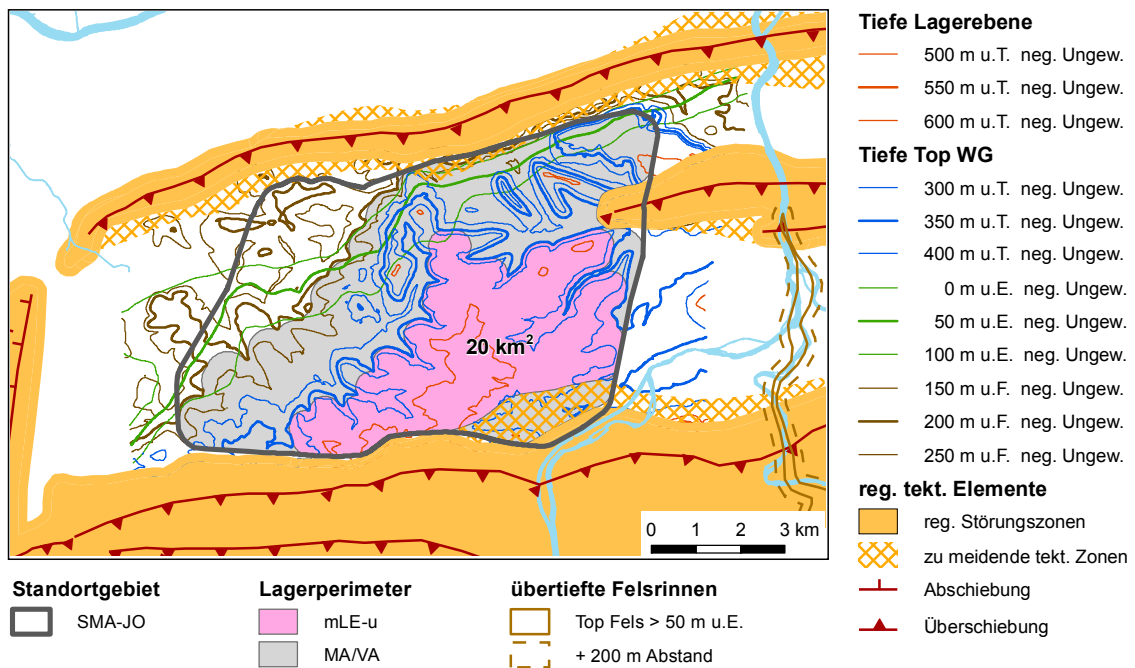 20 km2
0 1 2 3 km
Tiefe Lagerebene
500 m u.T. neg. Ungew.
550 m u.T. neg. Ungew.
600 m u.T. neg. Ungew.
Tiefe Top WG
300 m u.T. neg. Ungew.
350 m u.T. neg. Ungew.
400 m u.T. neg. Ungew.
0 m u.E. neg. Ungew.
50 m u.E. neg. Ungew.
100 m u.E. neg. Ungew.
150 m u.F. neg. Ungew.
200 m u.F. neg. Ungew.
250 m u.F. neg. Ungew.
reg. tekt. Elemente
reg. Störungszonen
zu meidende tekt. Zonen
Abschiebung
Überschiebung
Standortgebiet
SMA-JO
Lagerperimeter
mLE-u
MA/VA
übertiefte Felsrinnen
Top Fels > 50 m u.E.
+ 200 m Abstand